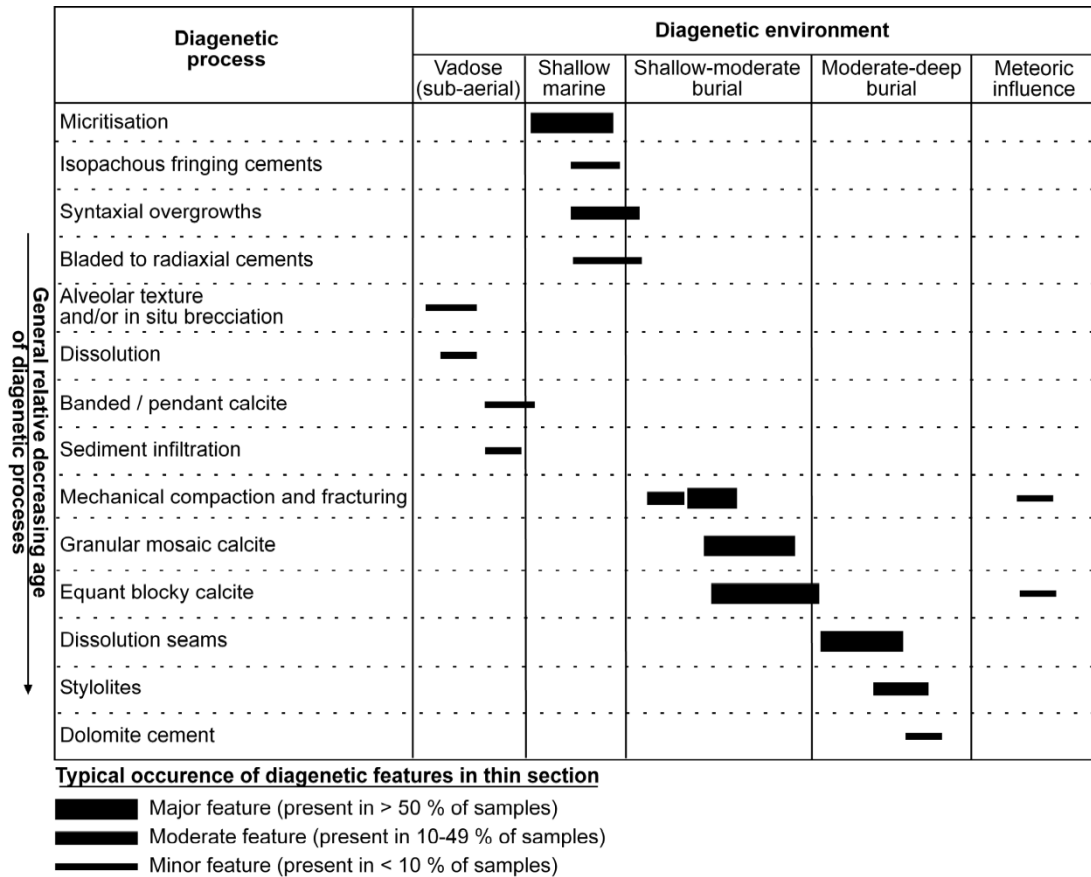 Diagenetic
process
Diagenetic environment
Vadose
(sub-aerial)
Shallow
marine
Shallow-moderate
burial
Moderate-deep
burial
Meteoric
influence
Micritisation
Isopachous fringing cements
Syntaxial overgrowths
Bladed to radiaxial cements
Alveolar texture
and/or in situ brecciation
Dissolution
Banded / pendant calcite
Sediment infiltration
Mechanical compaction and fracturing
Granular mosaic calcite
Equant blocky calcite
Dissolution seams
Stylolites
Dolomite cement
General relative decreasing age
of diagenetic processes
Typical occurence of diagenetic features in thin section
Major feature (present in > 50 % of samples)
Moderate feature (present in 10-49 % of samples)
Minor feature (present in < 10 % of samples)